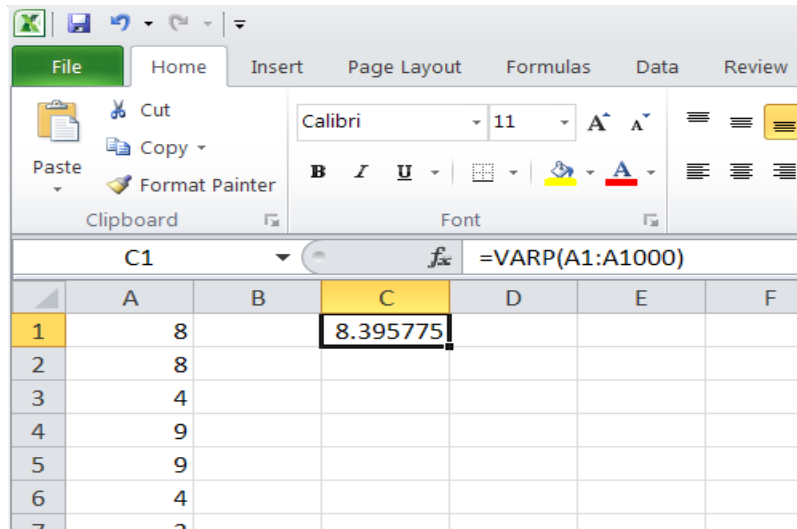 File Home Insert Page Layout Formulas Data Review
Cut
Copy
Format Painter
Paste
Calibri 11 A A
B I U A
Clipboard Font
C1 fx =VARP(A1:A1000)
A B C D E F
1 8 8.395775
2 8
3 4
4 9
5 9
6 4